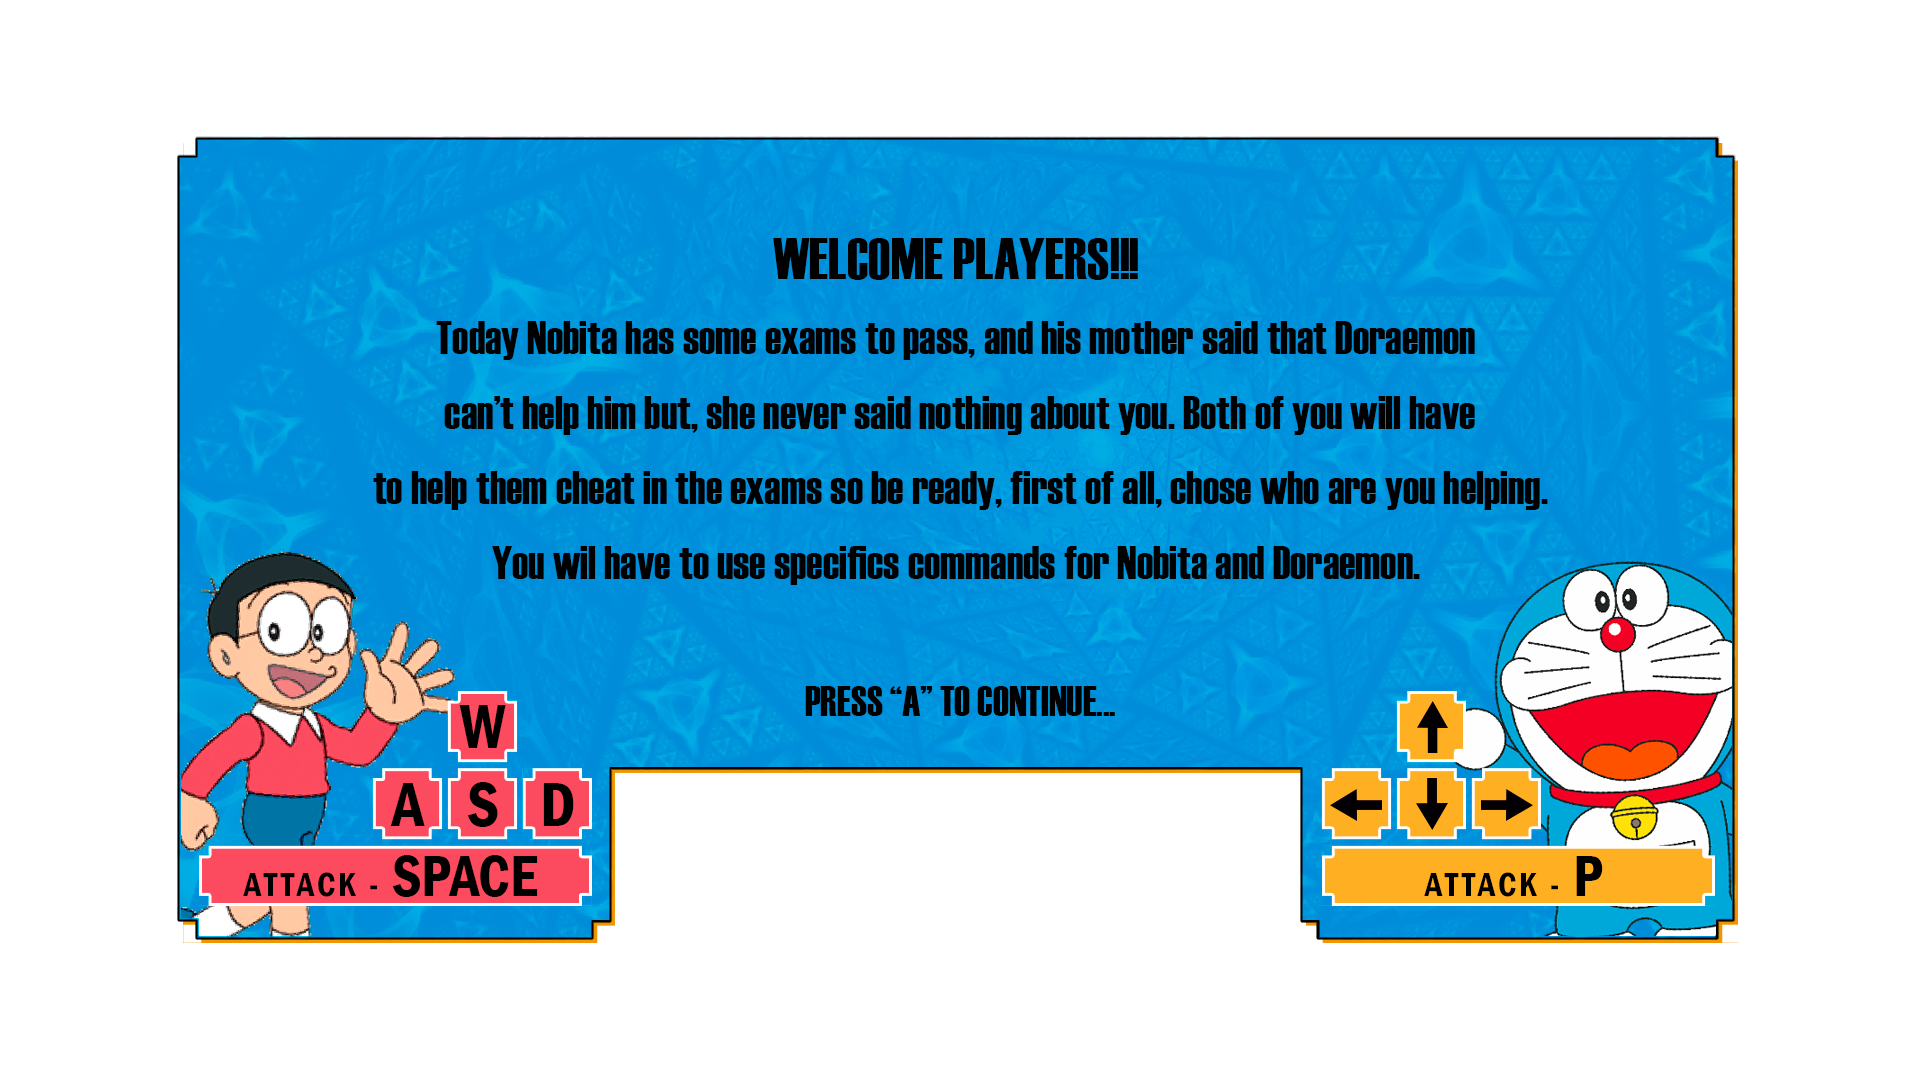 WELCOME PLAYERS!!!
Today Nobita has some exams to pass, and his mother said that Doraemon
can’t help him but, she never said nothing about you. Both of you will have
to help them cheat in the exams so be ready, first of all, chose who are you helping.
You wil have to use specifics commands for Nobita and Doraemon.
PRESS “A” TO CONTINUE...
W
A S D
ATTACK - SPACE
↑
← ↓ →
ATTACK - P